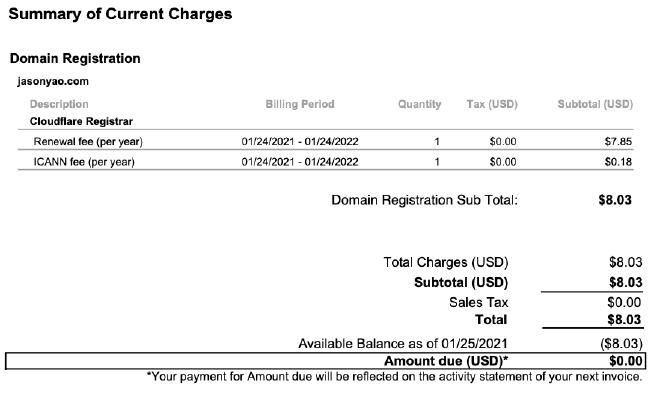 Summary of Current Charges
Domain Registration
jasonyao.com
Description Billing Period Quantity Tax (USD) Subtotal (USD)
Cloudflare Registrar
Renewal fee (per year) 01/24/2021 - 01/24/2022 1 $0.00 $7.85
ICANN fee (per year) 01/24/2021 - 01/24/2022 1 $0.00 $0.18
Domain Registration Sub Total: $8.03
Total Charges (USD) $8.03
Subtotal (USD) $8.03
Sales Tax $0.00
Total $8.03
Available Balance as of 01/25/2021 ($8.03)
Amount due (USD)* $0.00
*Your payment for Amount due will be reflected on the activity statement of your next invoice.